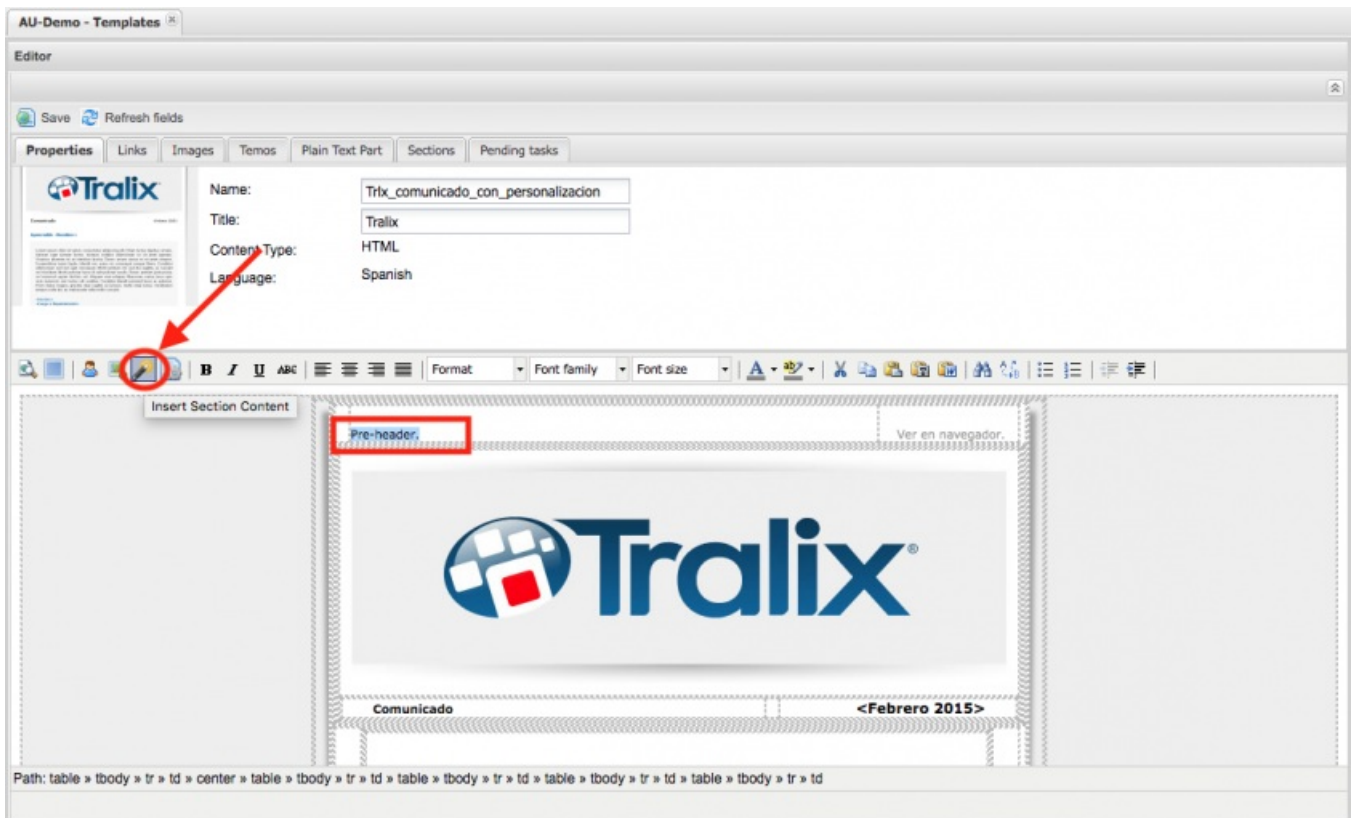 AU-Demo - Templates
Editor
Save Refresh fields
Properties Links Images Temos Plain Text Part Sections Pending tasks
Tralix
Name: Trlx_comunicado_con_personalizacion
Title: Tralix
Content Type: HTML
Language: Spanish
B I U ABC Format Font family Font size A ab
Insert Section Content
Pre-header. Ver en navegador.
Tralix®
Comunicado <Febrero 2015>
Path: table » tbody » tr » td » center » table » tbody » tr » td » table » tbody » tr » td » table » tbody » tr » td » table » tbody » tr » td